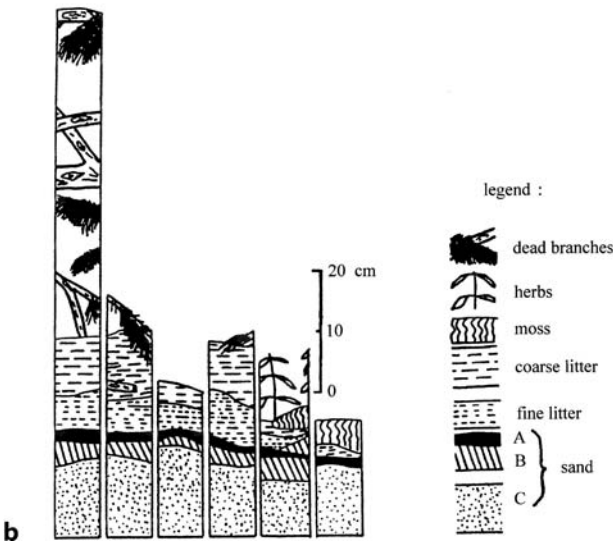 legend :
dead branches
20 cm
herbs
moss
10
coarse litter
0
fine litter
A
B
sand
C
b